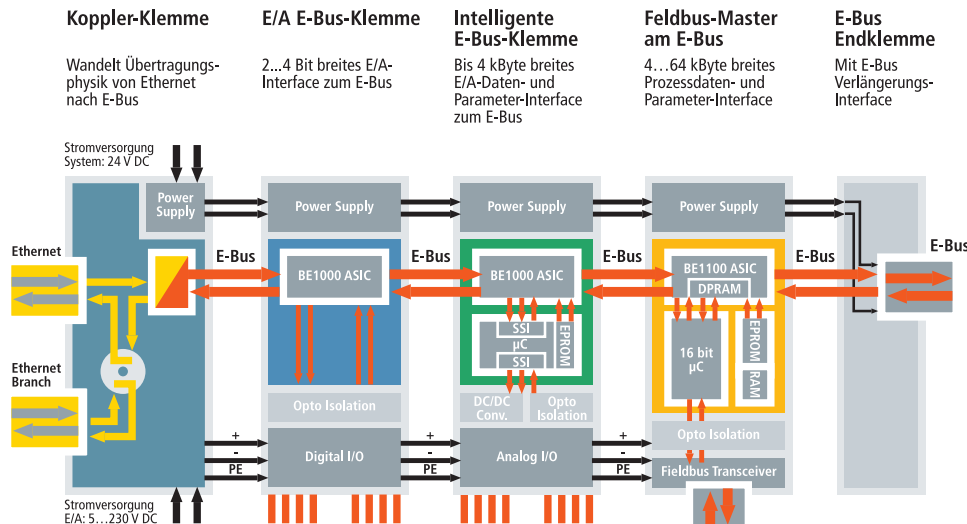 Koppler-Klemme
Wandelt Übertragungs-
physik von Ethernet
nach E-Bus
E/A E-Bus-Klemme
2...4 Bit breites E/A-
Interface zum E-Bus
Intelligente
E-Bus-Klemme
Bis 4 kByte breites
E/A-Daten- und
Parameter-Interface
zum E-Bus
Feldbus-Master
am E-Bus
4...64 kByte breites
Prozessdaten- und
Parameter-Interface
E-Bus
Endklemme
Mit E-Bus
Verlängerungs-
Interface
Stromversorgung
System: 24 V DC
Power
Supply
Power Supply
Power Supply
Power Supply
Ethernet
E-Bus
E-Bus
E-Bus
E-Bus
E-Bus
BE1000 ASIC
BE1000 ASIC
BE1100 ASIC
DPRAM
SSI
µC
SSI
EPROM
16 bit
µC
EPROM
RAM
Ethernet
Branch
Opto Isolation
DC/DC
Conv.
Opto
Isolation
Opto Isolation
+
-
PE
Digital I/O
+
-
PE
Analog I/O
+
-
PE
Fieldbus Transceiver
Stromversorgung
E/A: 5...230 V DC